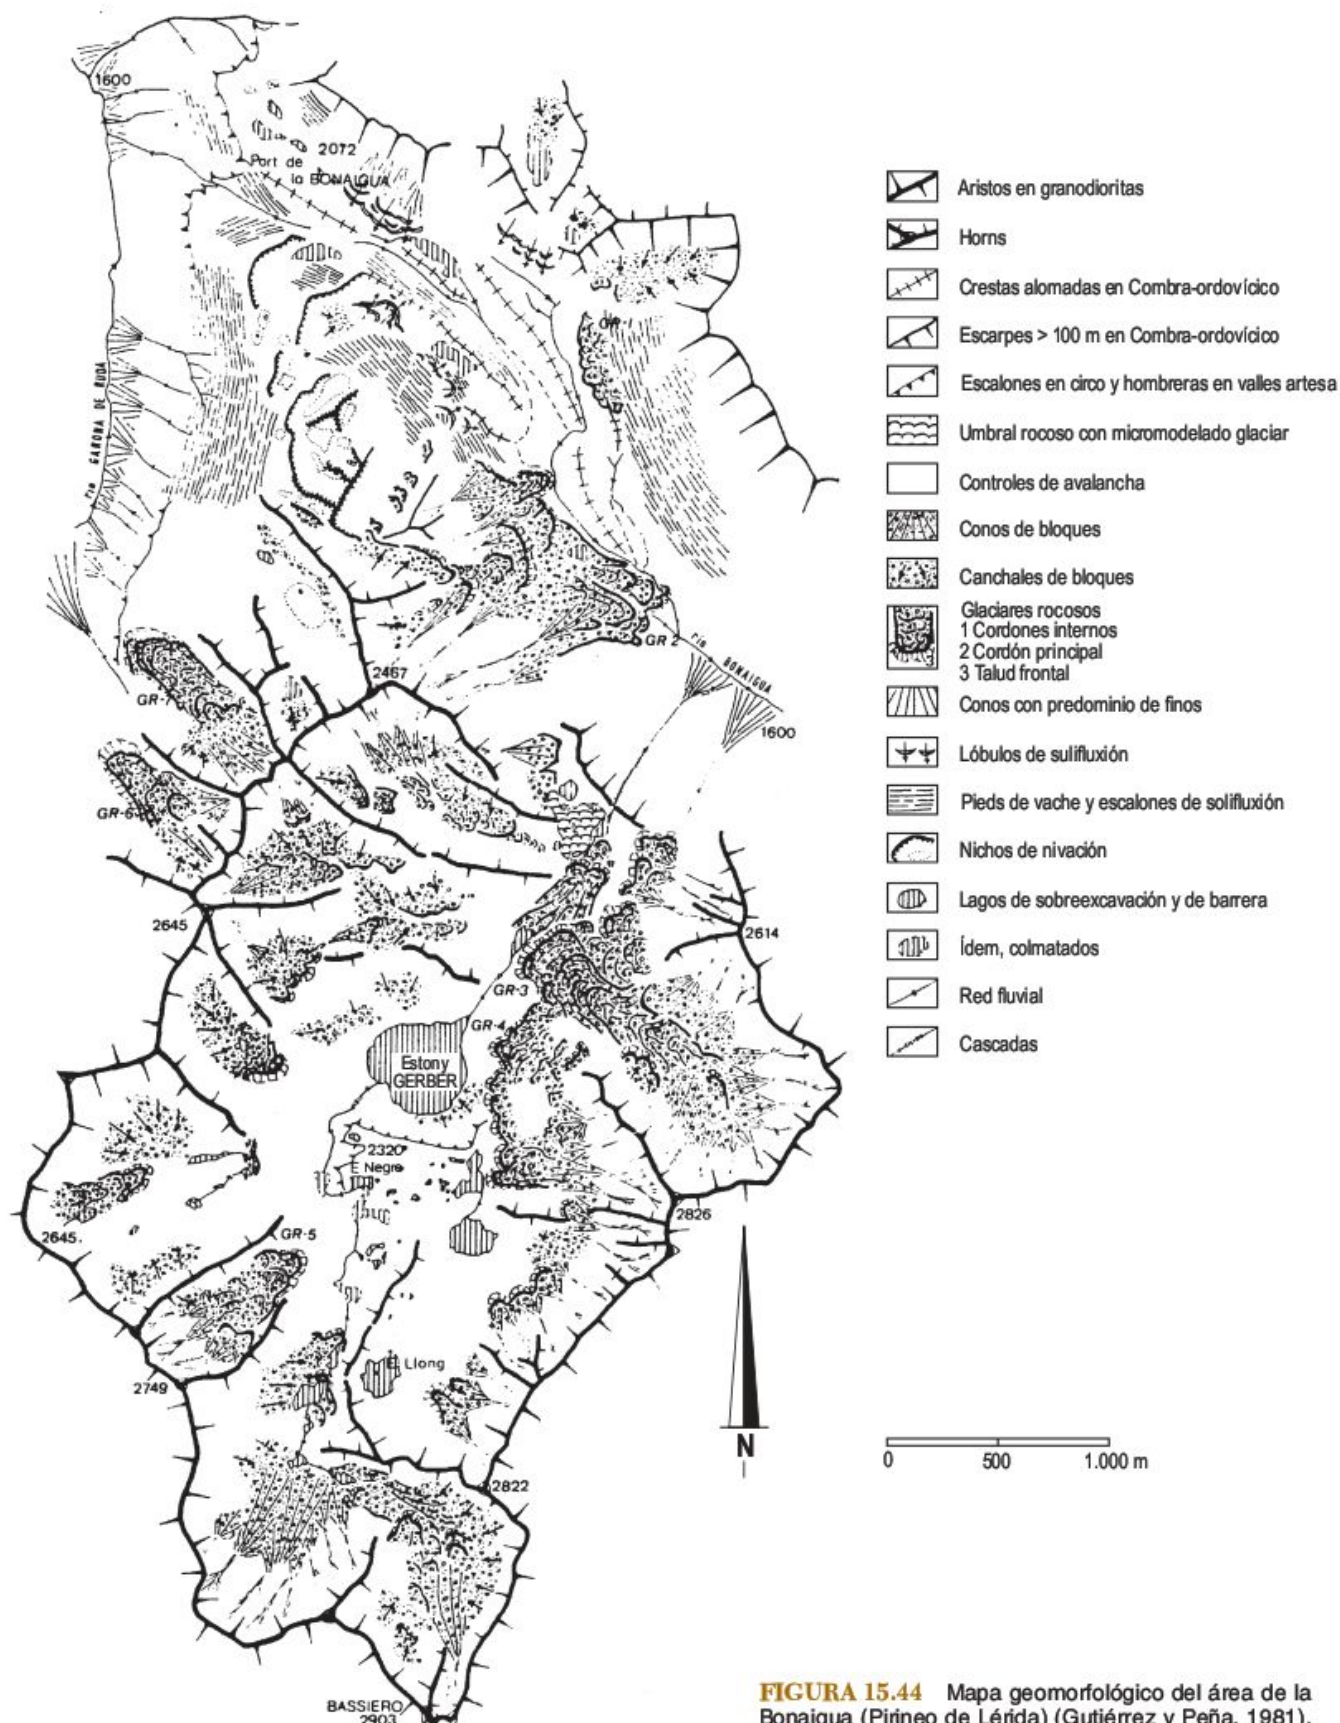 1600
2072
Port de
la BONAIGUA
río GARONA DE RUDA
GR
GR 2
río BONAIGUA
1600
GR-7
2467
GR-6
2645
2614
GR-3
GR-4
Estony
GERBER
2320
E Negre
2645.
GR-5
2826
E. Llong
2749
2822
BASSIERO
2903
Aristos en granodioritas
Horns
Crestas alomadas en Combra-ordovícico
Escarpes > 100 m en Combra-ordovícico
Escalones en circo y hombreras en valles artesa
Umbral rocoso con micromodelado glaciar
Controles de avalancha
Conos de bloques
Canchales de bloques
Glaciares rocosos
1 Cordones internos
2 Cordón principal
3 Talud frontal
Conos con predominio de finos
Lóbulos de sulifluxión
Pieds de vache y escalones de solifluxión
Nichos de nivación
Lagos de sobreexcavación y de barrera
Ídem, colmatados
Red fluvial
Cascadas
N
0 500 1.000 m
FIGURA 15.44 Mapa geomorfológico del área de la
Bonaigua (Pirineo de Lérida) (Gutiérrez y Peña, 1981).